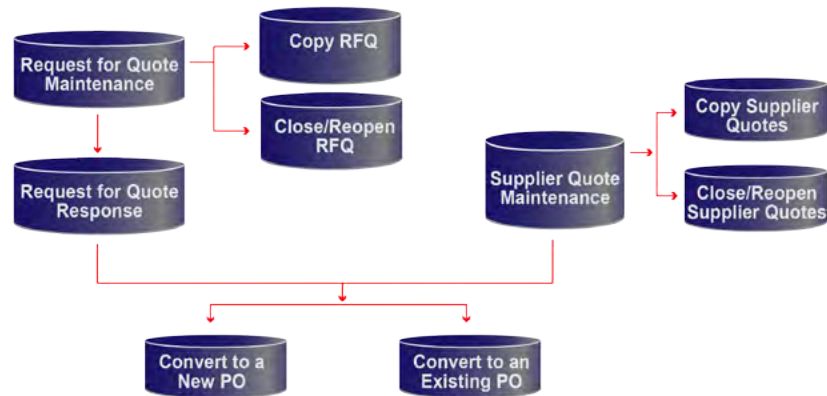 Request for Quote
Maintenance
Copy RFQ
Close/Reopen
RFQ
Request for Quote
Response
Supplier Quote
Maintenance
Copy Supplier
Quotes
Close/Reopen
Supplier Quotes
Convert to a
New PO
Convert to an
Existing PO